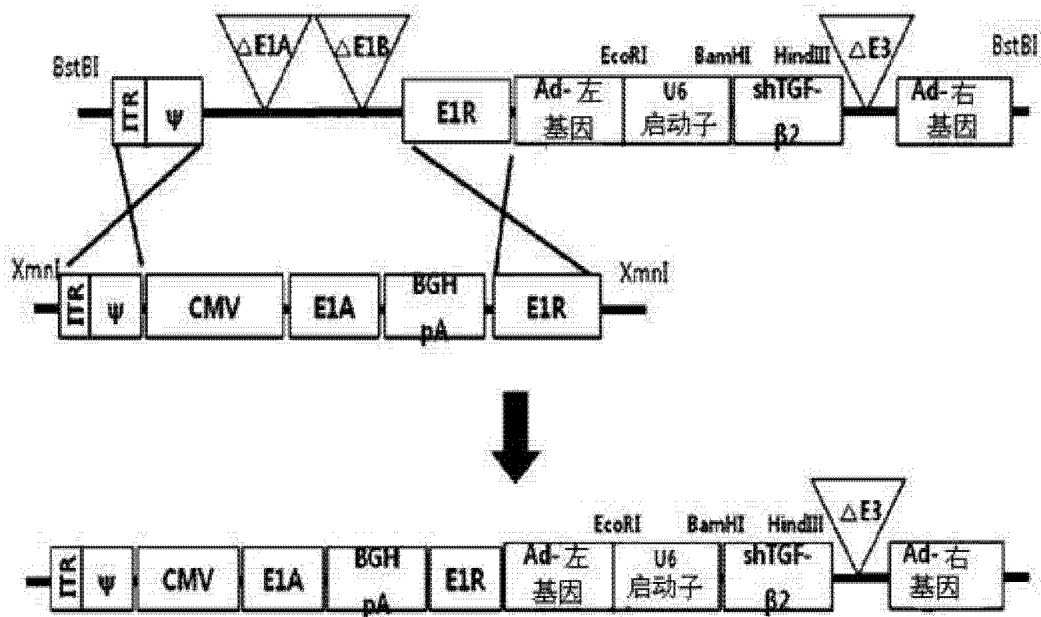 △E1A
△E1B
△E3
BstBI
BstBI
EcoRI
BamHI
HindIII
ITR
ψ
E1R
Ad-左
基因
U6
启动子
shTGF-
β2
Ad-右
基因
XmnI
XmnI
ITR
ψ
CMV
E1A
BGH
pA
E1R
△E3
EcoRI
BamHI
HindIII
ITR
ψ
CMV
E1A
BGH
pA
E1R
Ad-左
基因
U6
启动子
shTGF-
β2
Ad-右
基因